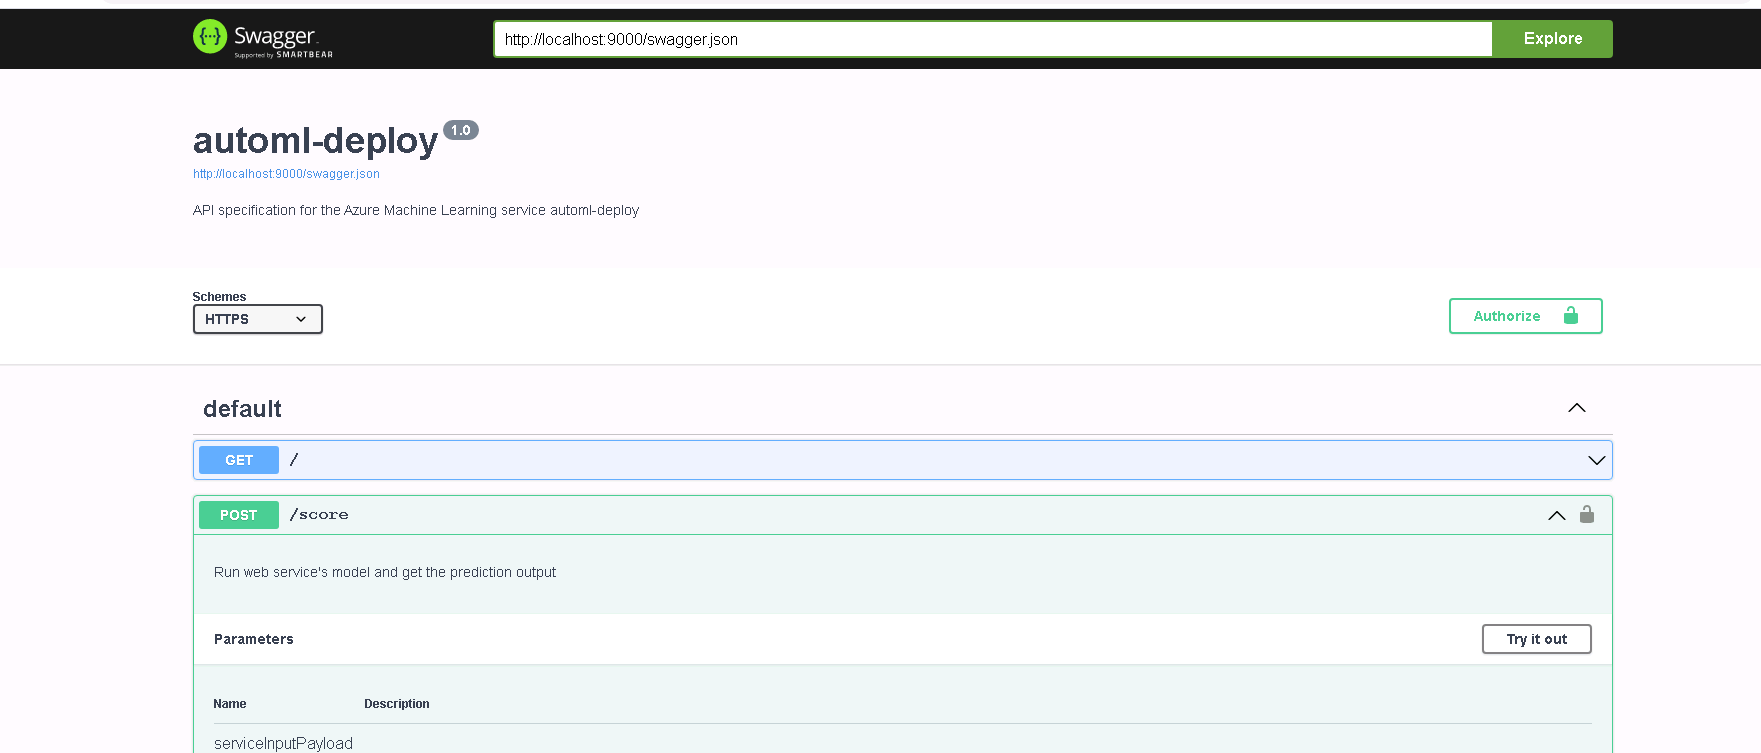 {···} Swagger
Supported by SMARTBEAR
http://localhost:9000/swagger.json
Explore
automl-deploy 1.0
http://localhost:9000/swagger.json
API specification for the Azure Machine Learning service automl-deploy
Schemes
HTTPS
Authorize
default
GET /
POST /score
Run web service's model and get the prediction output
Parameters
Try it out
Name Description
serviceInputPayload